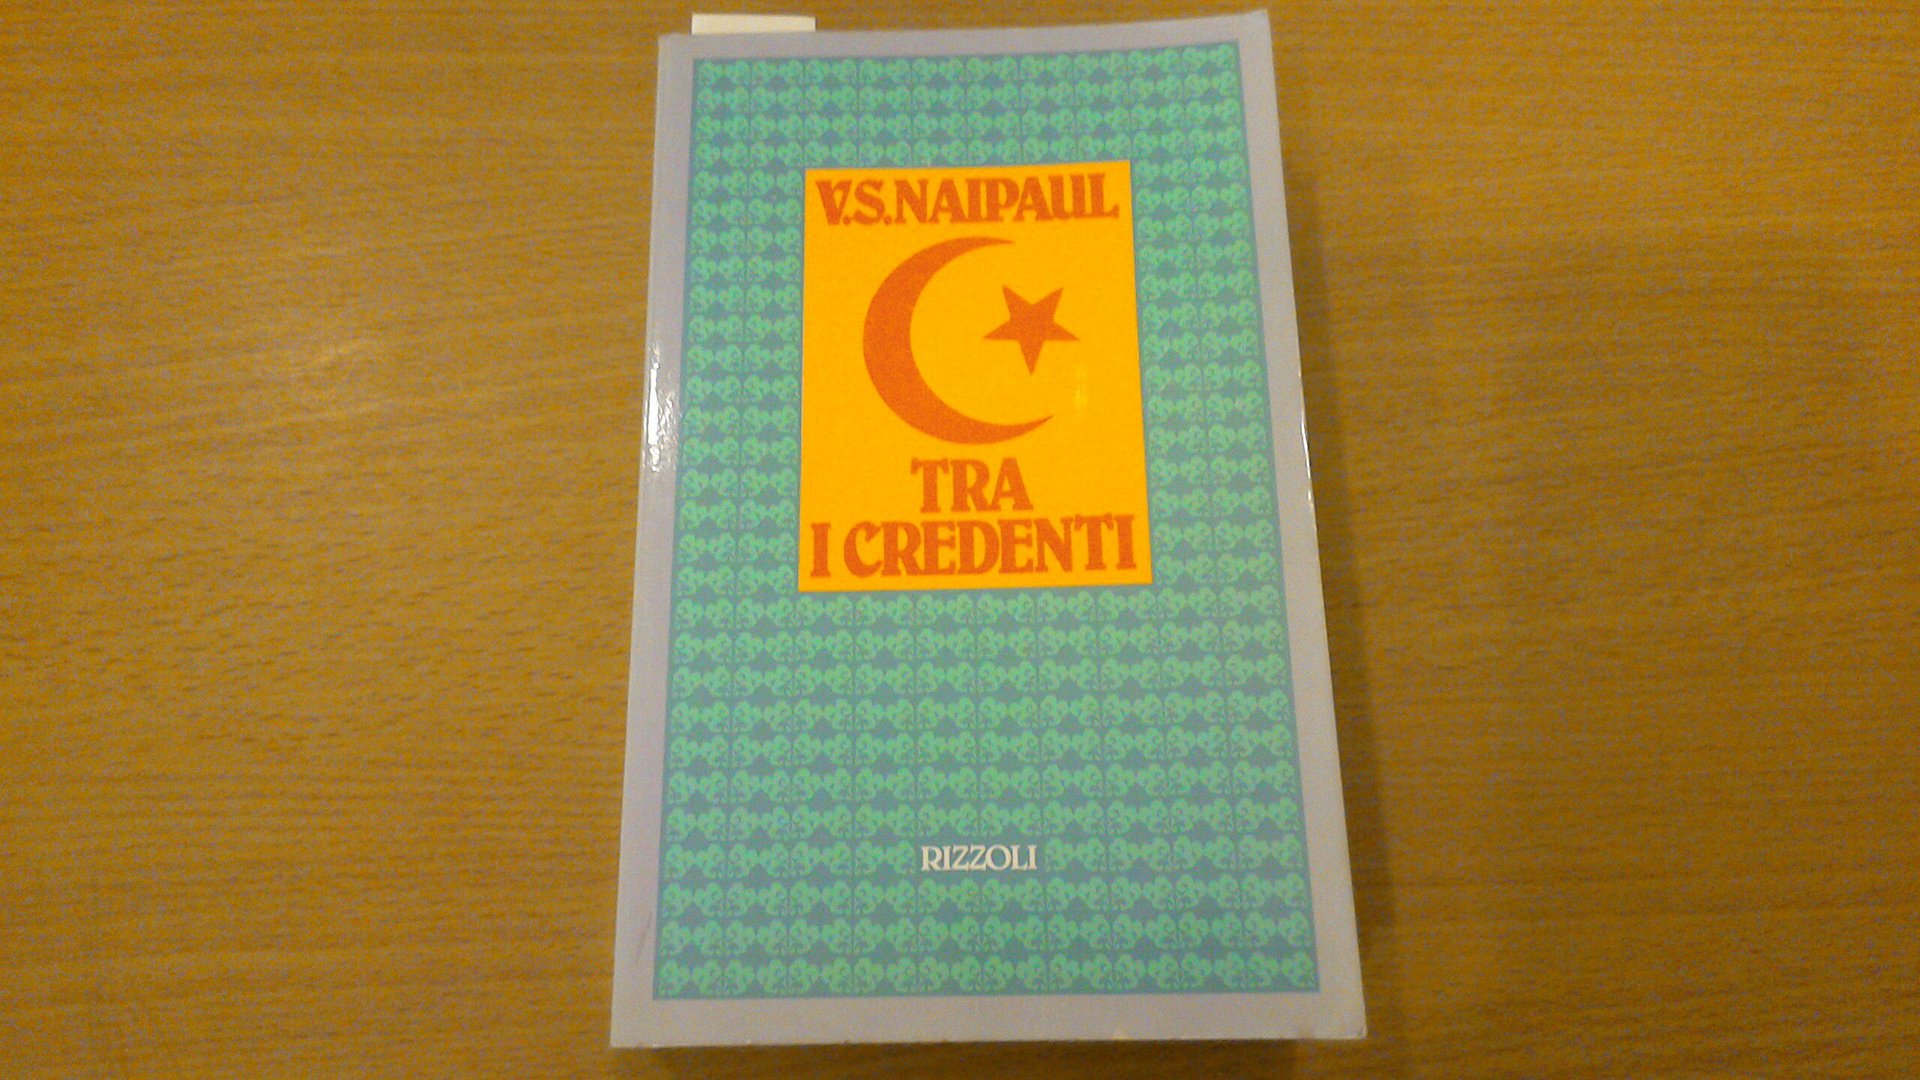 V.S.NAIPAUL
TRA
I CREDENTI
RIZZOLI